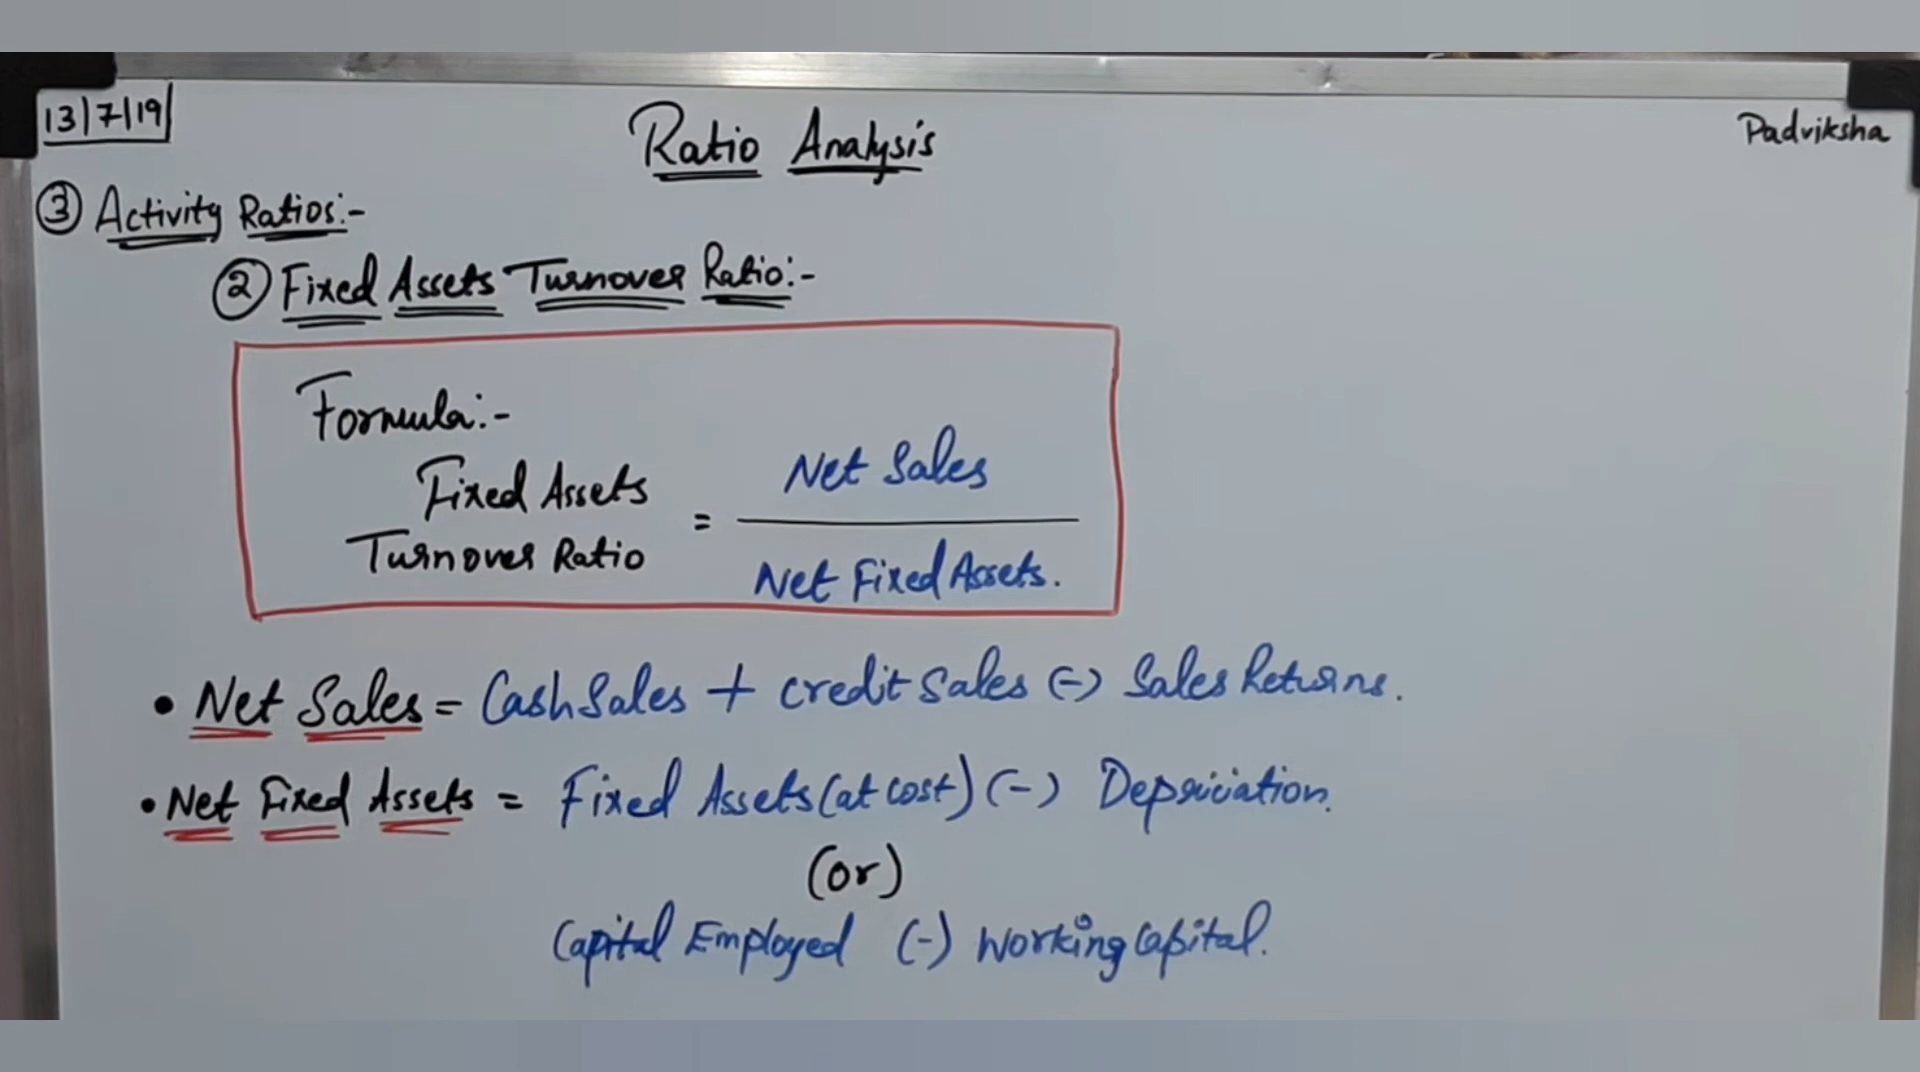 13/7/19
Ratio Analysis
Padviksha
③ Activity Ratios:-
② Fixed Assets Turnover Ratio:-
Formula:-
Fixed Assets Turnover Ratio = Net Sales / Net Fixed Assets.
• Net Sales = Cash Sales + Credit Sales (-) Sales Returns.
• Net Fixed Assets = Fixed Assets (at cost) (-) Depriciation.
(or)
Capital Employed (-) Working Capital.